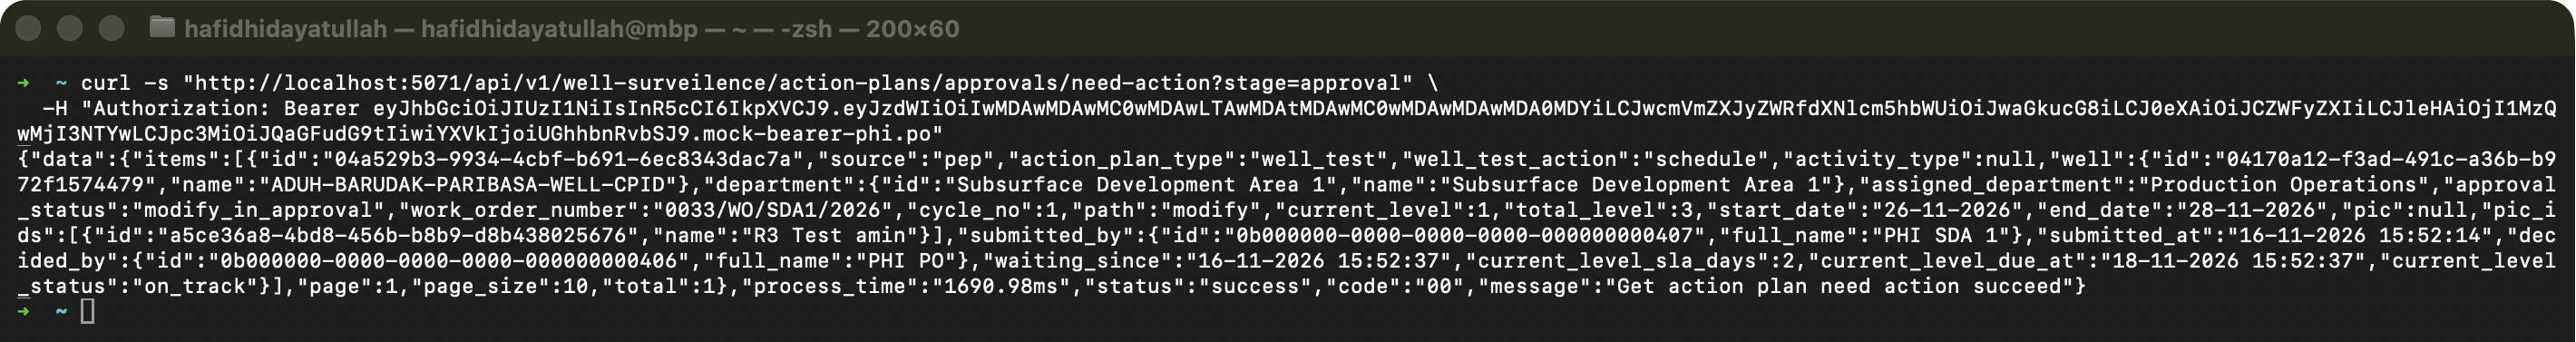 hafidhidayatullah — hafidhidayatullah@mbp — ~ — -zsh — 200×60
➜  ~ curl -s "http://localhost:5071/api/v1/well-surveilence/action-plans/approvals/need-action?stage=approval" \
  -H "Authorization: Bearer eyJhbGciOiJIUzI1NiIsInR5cCI6IkpXVCJ9.eyJzdWIiOiIwMDAwMDAwMC0wMDAwLTAwMDAtMDAwMC0wMDAwMDAwMDA0MDYiLCJwcmVmZXJyZWRfdXNlcm5hbWUiOiJwaGkucG8iLCJ0eXAiOiJCZWFyZXIiLCJleHAiOjI1MzQ
wMjI3NTYwLCJpc3MiOiJQaGFudG9tIiwiYXVkIjoiUGhhbnRvbSJ9.mock-bearer-phi.po"
{"data":{"items":[{"id":"04a529b3-9934-4cbf-b691-6ec8343dac7a","source":"pep","action_plan_type":"well_test","well_test_action":"schedule","activity_type":null,"well":{"id":"04170a12-f3ad-491c-a36b-b9
72f1574479","name":"ADUH-BARUDAK-PARIBASA-WELL-CPID"},"department":{"id":"Subsurface Development Area 1","name":"Subsurface Development Area 1"},"assigned_department":"Production Operations","approval
_status":"modify_in_approval","work_order_number":"0033/WO/SDA1/2026","cycle_no":1,"path":"modify","current_level":1,"total_level":3,"start_date":"26-11-2026","end_date":"28-11-2026","pic":null,"pic_i
ds":[{"id":"a5ce36a8-4bd8-456b-b8b9-d8b438025676","name":"R3 Test amin"}],"submitted_by":{"id":"0b000000-0000-0000-0000-000000000407","full_name":"PHI SDA 1"},"submitted_at":"16-11-2026 15:52:14","dec
ided_by":{"id":"0b000000-0000-0000-0000-000000000406","full_name":"PHI PO"},"waiting_since":"16-11-2026 15:52:37","current_level_sla_days":2,"current_level_due_at":"18-11-2026 15:52:37","current_level
_status":"on_track"}],"page":1,"page_size":10,"total":1},"process_time":"1690.98ms","status":"success","code":"00","message":"Get action plan need action succeed"}
➜  ~